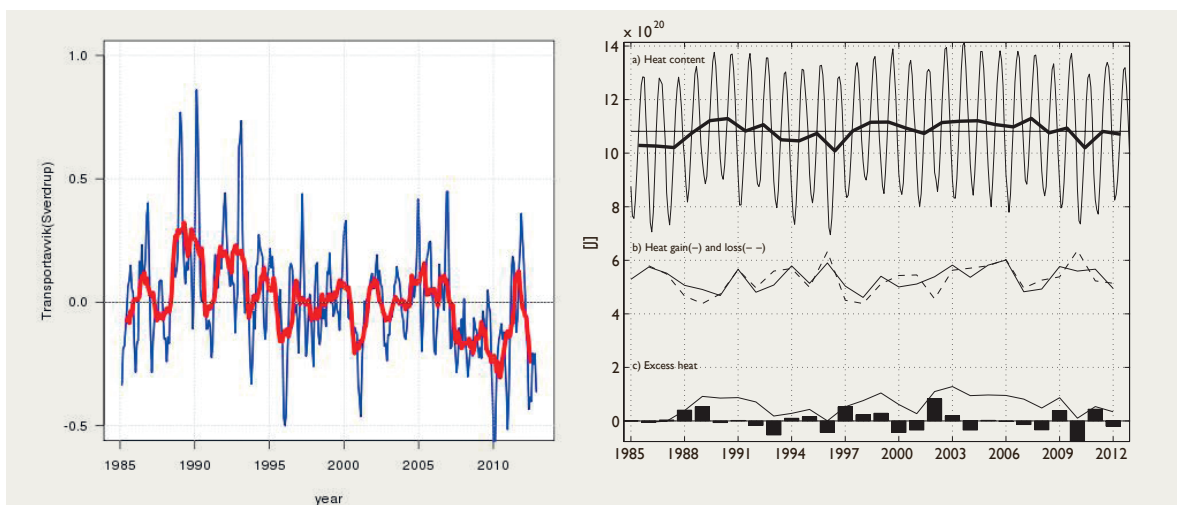 1.0
0.5
0.0
-0.5
Transportavvik(Sverdrup)
1985 1990 1995 2000 2005 2010
year
x 10 20
14
12
10
8
6
4
2
0
[J]
a) Heat content
b) Heat gain(–) and loss(– –)
c) Excess heat
1985 1988 1991 1994 1997 2000 2003 2006 2009 2012